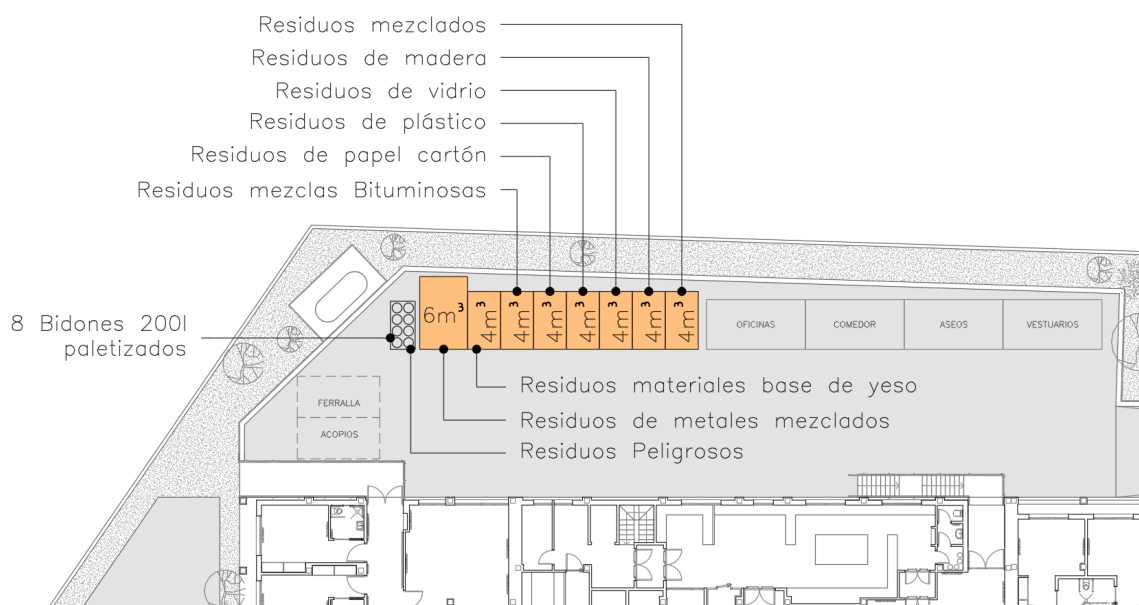 Residuos mezclados
Residuos de madera
Residuos de vidrio
Residuos de plástico
Residuos de papel cartón
Residuos mezclas Bituminosas
8 Bidones 200l
paletizados
6m³
4m³
4m³
4m³
4m³
4m³
4m³
4m³
OFICINAS
COMEDOR
ASEOS
VESTUARIOS
Residuos materiales base de yeso
Residuos de metales mezclados
Residuos Peligrosos
FERRALLA
ACOPIOS